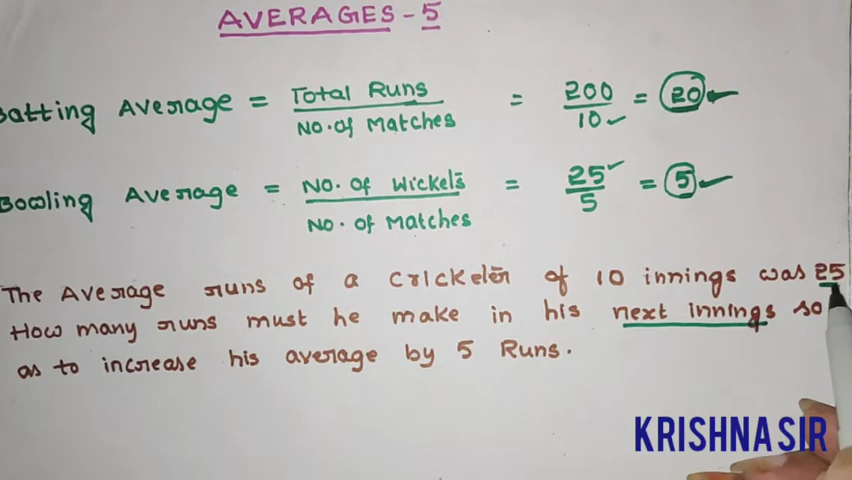 AVERAGES - 5
Batting Average = Total Runs / No. of Matches = 200 / 10 = 20
Bowling Average = No. of Wickets / No. of Matches = 25 / 5 = 5
The Average runs of a Cricketer of 10 innings was 25
How many runs must he make in his next innings so
as to increase his average by 5 Runs.
KRISHNA SIR